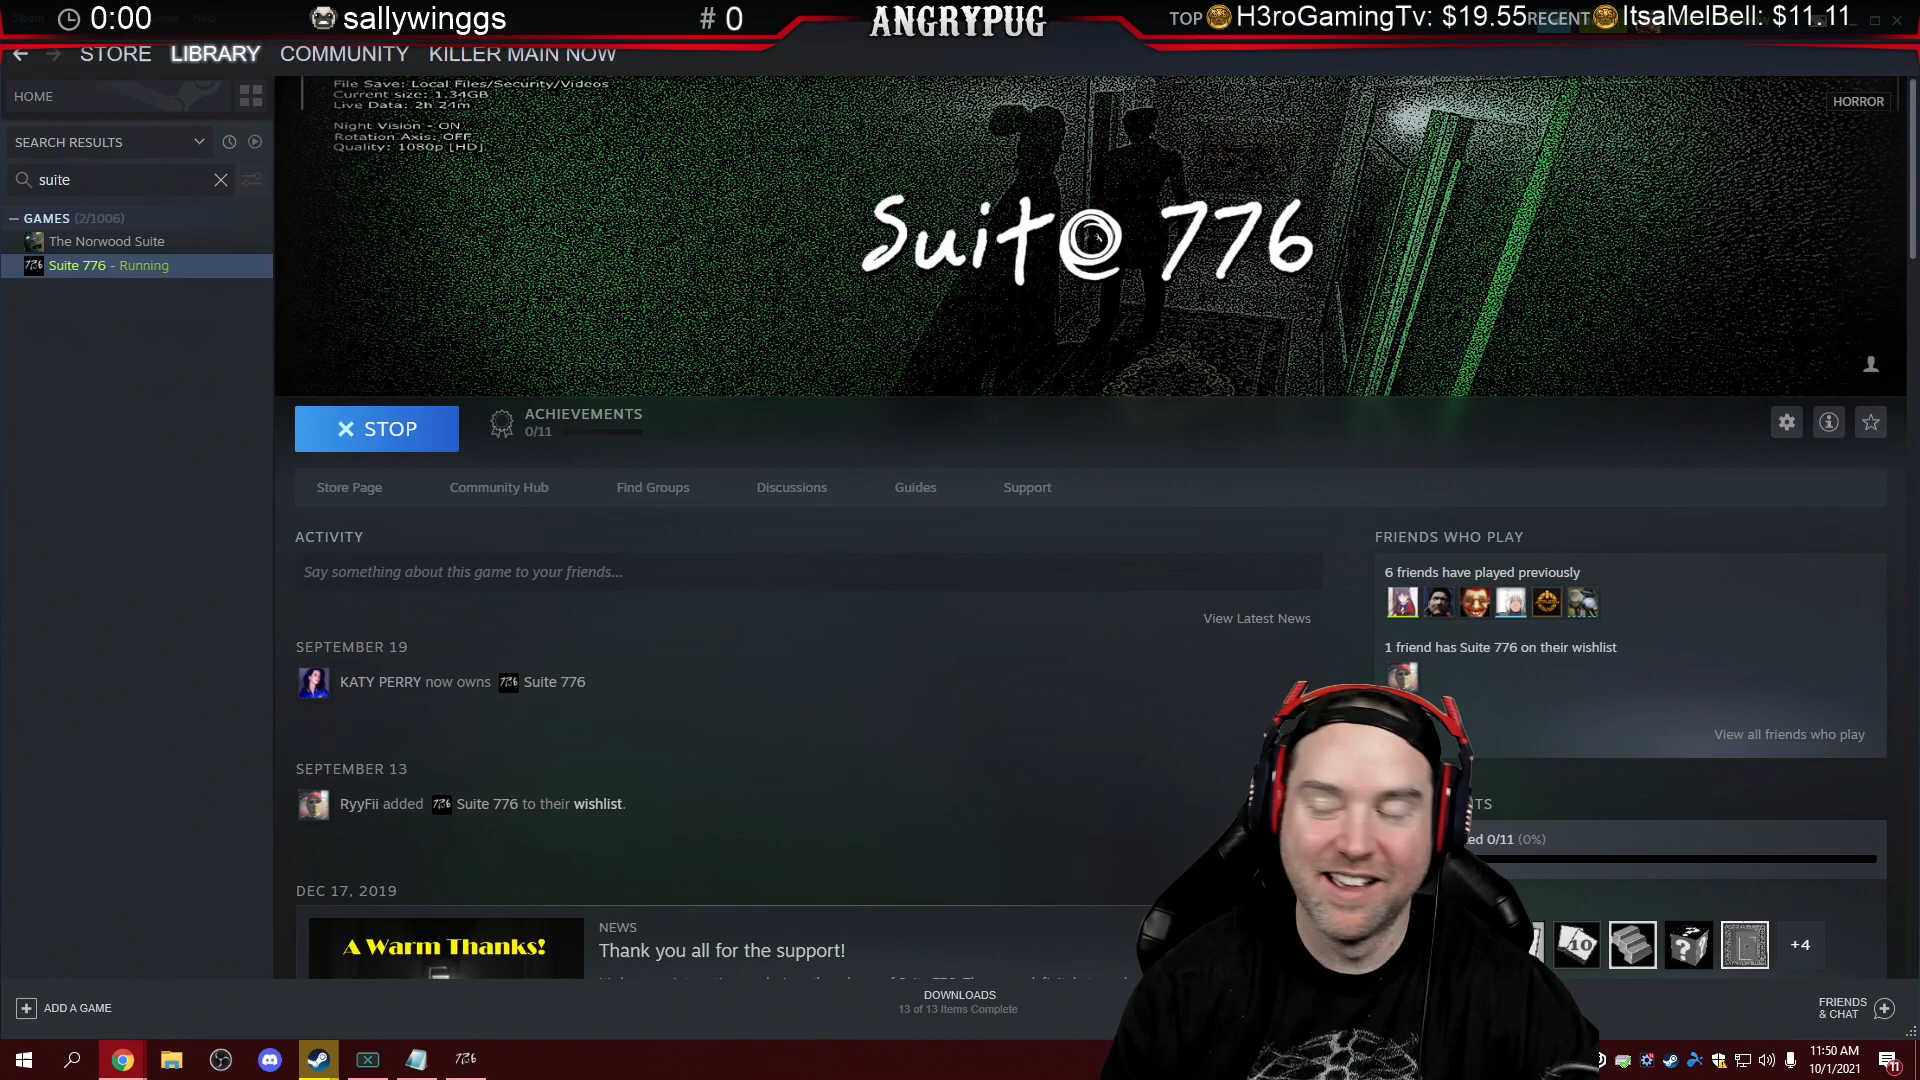 0:00
sallywinggs
# 0
ANGRYPUG
TOP H3roGamingTv: $19.55
RECENT ItsaMelBell: $11.11
STORE LIBRARY COMMUNITY KILLER MAIN NOW
HOME
SEARCH RESULTS
suite
GAMES (2/1006)
The Norwood Suite
Suite 776 - Running
File Save: Local Files/Security/Videos
Current size: 1.34GB
Live Data: 2h 24m
Night Vision - ON
Rotation Axis: OFF
Quality: 1080p [HD]
HORROR
Suite 776
STOP
ACHIEVEMENTS
0/11
Store Page Community Hub Find Groups Discussions Guides Support
ACTIVITY
Say something about this game to your friends...
View Latest News
SEPTEMBER 19
KATY PERRY now owns 776 Suite 776
SEPTEMBER 13
RyyFii added 776 Suite 776 to their wishlist.
DEC 17, 2019
A Warm Thanks!
NEWS
Thank you all for the support!
FRIENDS WHO PLAY
6 friends have played previously
1 friend has Suite 776 on their wishlist
View all friends who play
TS
ed 0/11 (0%)
10
?
+4
ADD A GAME
DOWNLOADS
13 of 13 Items Complete
FRIENDS
& CHAT
776
11:50 AM
10/1/2021
11